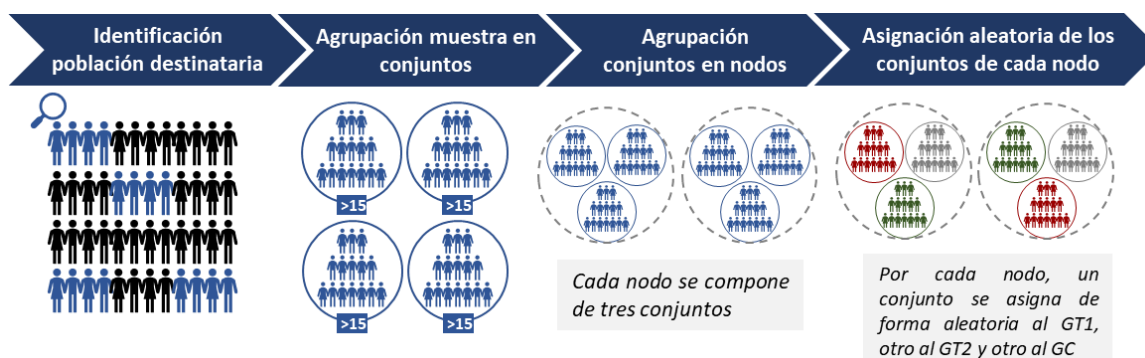 Identificación
población destinataria
Agrupación muestra en
conjuntos
Agrupación
conjuntos en nodos
Asignación aleatoria de los
conjuntos de cada nodo
>15
>15
>15
>15
Cada nodo se compone
de tres conjuntos
Por cada nodo, un
conjunto se asigna de
forma aleatoria al GT1,
otro al GT2 y otro al GC